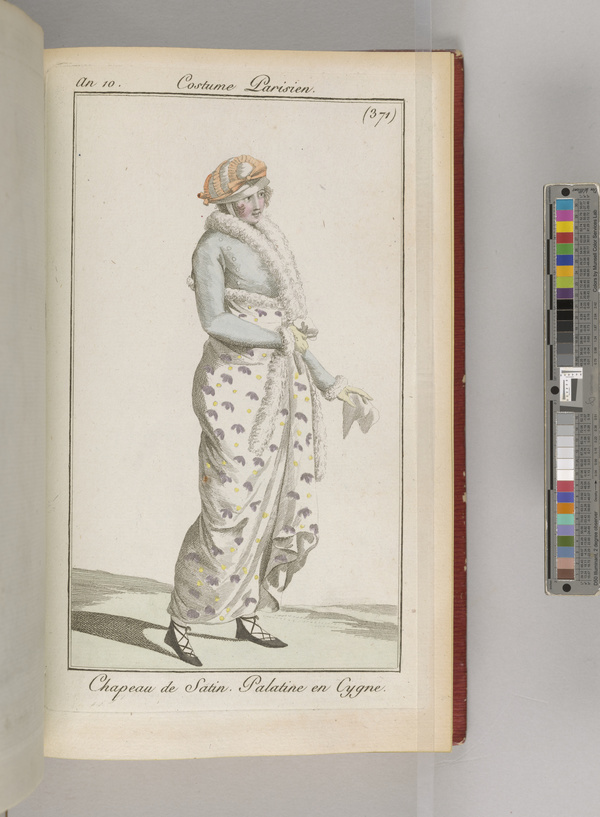 An 10.
Costume Parisien.
(371)
Chapeau de Satin. Palatine en Cygne.